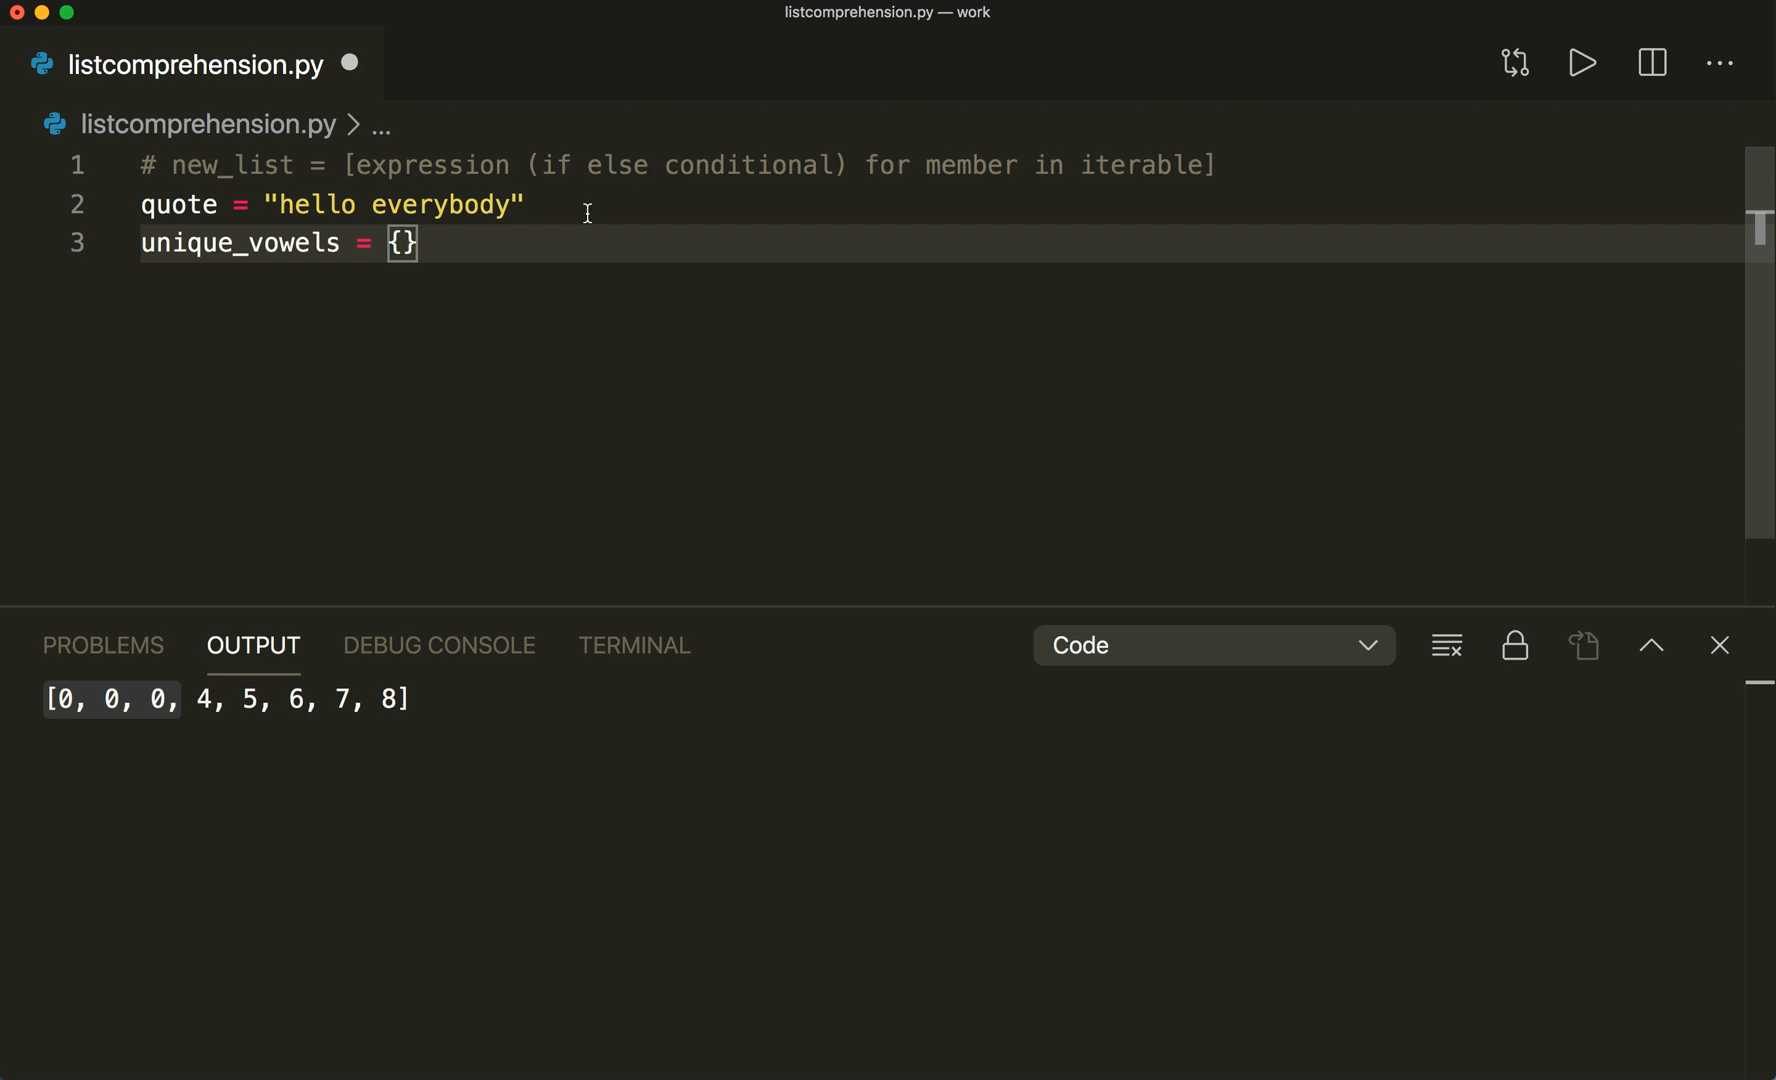 listcomprehension.py — work
listcomprehension.py
listcomprehension.py > ...
1 # new_list = [expression (if else conditional) for member in iterable]
2 quote = "hello everybody"
3 unique_vowels = {}
PROBLEMS OUTPUT DEBUG CONSOLE TERMINAL Code
[0, 0, 0, 4, 5, 6, 7, 8]